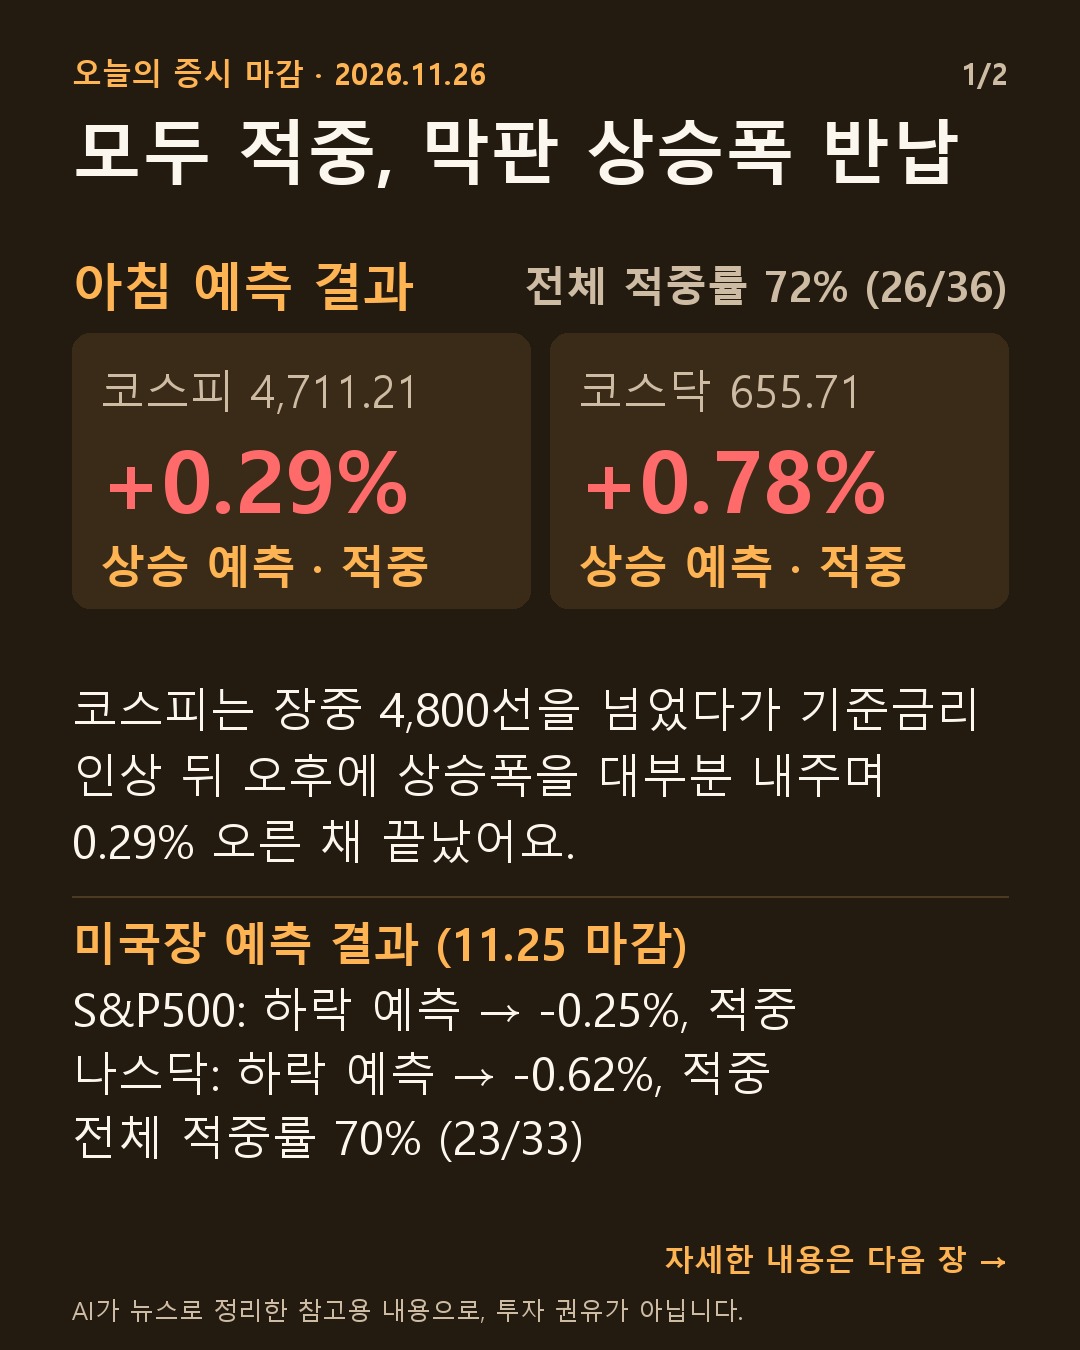 오늘의 증시 마감 · 2026.11.26
1/2
모두 적중, 막판 상승폭 반납
아침 예측 결과
전체 적중률 72% (26/36)
코스피 4,711.21
+0.29%
상승 예측 · 적중
코스닥 655.71
+0.78%
상승 예측 · 적중
코스피는 장중 4,800선을 넘었다가 기준금리
인상 뒤 오후에 상승폭을 대부분 내주며
0.29% 오른 채 끝났어요.
미국장 예측 결과 (11.25 마감)
S&P500: 하락 예측 → -0.25%, 적중
나스닥: 하락 예측 → -0.62%, 적중
전체 적중률 70% (23/33)
자세한 내용은 다음 장 →
AI가 뉴스로 정리한 참고용 내용으로, 투자 권유가 아닙니다.